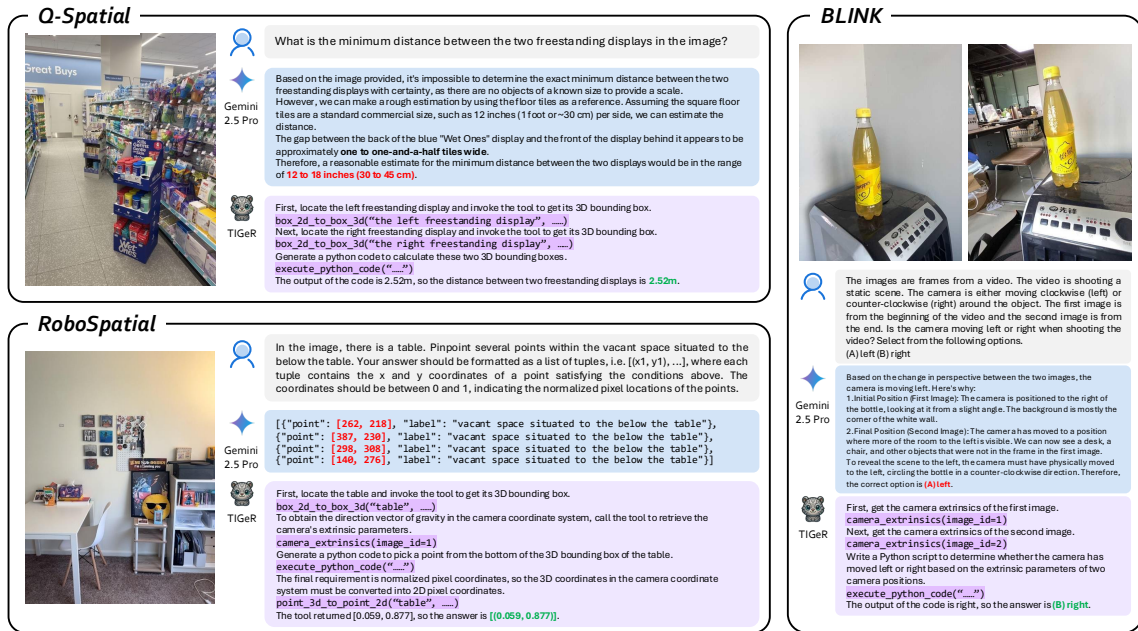 Q-Spatial
Great Buys
Wet
Ones
What is the minimum distance between the two freestanding displays in the image?
Gemini
2.5 Pro
Based on the image provided, it's impossible to determine the exact minimum distance between the two
freestanding displays with certainty, as there are no objects of a known size to provide a scale.
However, we can make a rough estimation by using the floor tiles as a reference. Assuming the square floor
tiles are a standard commercial size, such as 12 inches (1 foot or ~30 cm) per side, we can estimate the
distance.
The gap between the back of the blue "Wet Ones" display and the front of the display behind it appears to be
approximately one to one-and-a-half tiles wide.
Therefore, a reasonable estimate for the minimum distance between the two displays would be in the range
of 12 to 18 inches (30 to 45 cm).
TIGeR
First, locate the left freestanding display and invoke the tool to get its 3D bounding box.
box_2d_to_box_3d(“the left freestanding display”, ……)
Next, locate the right freestanding display and invoke the tool to get its 3D bounding box.
box_2d_to_box_3d(“the right freestanding display”, ……)
Generate a python code to calculate these two 3D bounding boxes.
execute_python_code(“……”)
The output of the code is 2.52m, so the distance between two freestanding displays is 2.52m.
RoboSpatial
In the image, there is a table. Pinpoint several points within the vacant space situated to the
below the table. Your answer should be formatted as a list of tuples, i.e. [(x1, y1), ...], where each
tuple contains the x and y coordinates of a point satisfying the conditions above. The
coordinates should be between 0 and 1, indicating the normalized pixel locations of the points.
Gemini
2.5 Pro
[{"point": [262, 218], "label": "vacant space situated to the below the table"},
{"point": [387, 230], "label": "vacant space situated to the below the table"},
{"point": [298, 308], "label": "vacant space situated to the below the table"},
{"point": [140, 276], "label": "vacant space situated to the below the table"}]
TIGeR
First, locate the table and invoke the tool to get its 3D bounding box.
box_2d_to_box_3d(“table”, ……)
To obtain the direction vector of gravity in the camera coordinate system, call the tool to retrieve the
camera's extrinsic parameters.
camera_extrinsics(image_id=1)
Generate a python code to pick a point from the bottom of the 3D bounding box of the table.
execute_python_code(“……”)
The final requirement is normalized pixel coordinates, so the 3D coordinates in the camera coordinate
system must be converted into 2D pixel coordinates.
point_3d_to_point_2d(“table”, ……)
The tool returned [0.059, 0.877], so the answer is [(0.059, 0.877)].
BLINK
先锋
先锋
The images are frames from a video. The video is shooting a
static scene. The camera is either moving clockwise (left) or
counter-clockwise (right) around the object. The first image is
from the beginning of the video and the second image is from
the end. Is the camera moving left or right when shooting the
video? Select from the following options.
(A) left (B) right
Gemini
2.5 Pro
Based on the change in perspective between the two images, the
camera is moving left. Here's why:
1.Initial Position (First Image): The camera is positioned to the right of
the bottle, looking at it from a slight angle. The background is mostly the
corner of the white wall.
2.Final Position (Second Image): The camera has moved to a position
where more of the room to the left is visible. We can now see a desk, a
chair, and other objects that were not in the frame in the first image.
To reveal the scene to the left, the camera must have physically moved to
the left, circling the bottle in a counter-clockwise direction. Therefore,
the correct option is (A) left.
TIGeR
First, get the camera extrinsics of the first image.
camera_extrinsics(image_id=1)
Next, get the camera extrinsics of the second image.
camera_extrinsics(image_id=2)
Write a Python script to determine whether the camera has
moved left or right based on the extrinsic parameters of two
camera positions.
execute_python_code(“……”)
The output of the code is right, so the answer is (B) right.